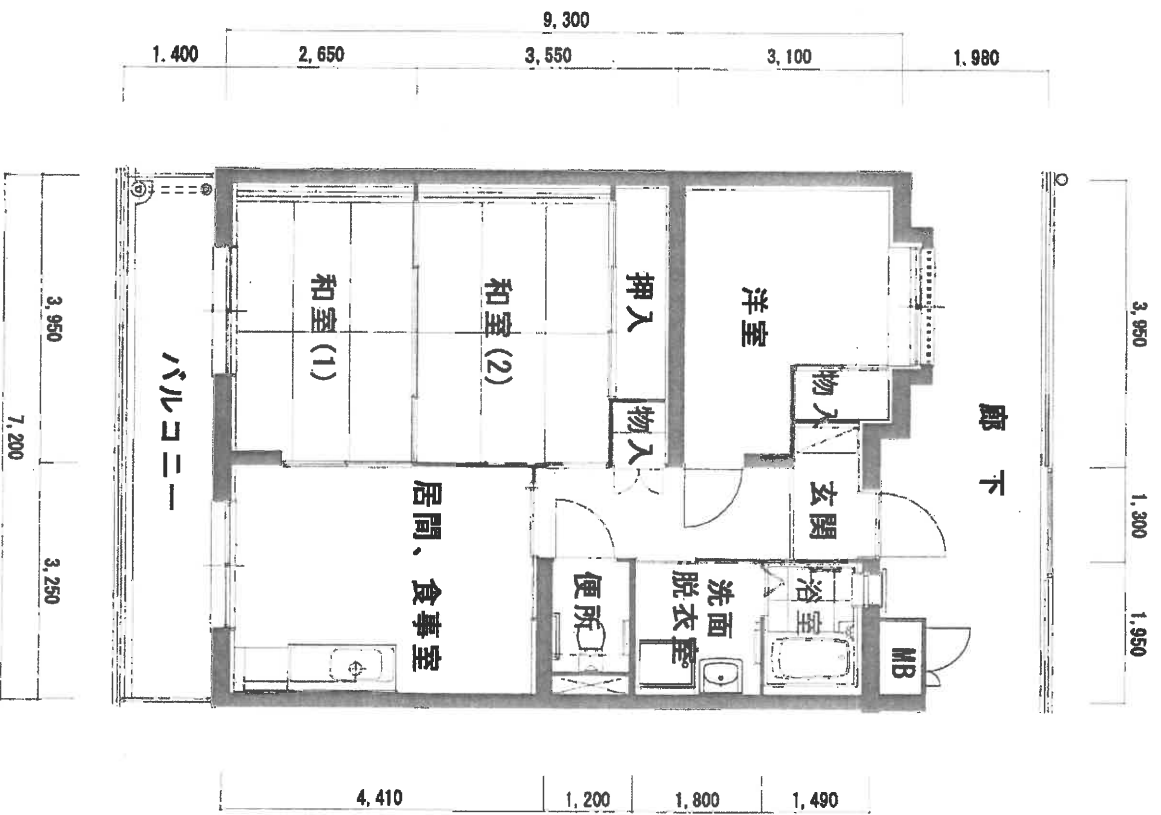 9,300
1.400
2,650
3,550
3,100
1.980
和室(1)
和室(2)
押入
物入
洋室
物入
玄関
廊下
バルコニー
居間、食事室
便所
洗面
脱衣室
浴室
MB
3,950
7,200
3,250
3,950
1,300
1,950
4,410
1,200
1,800
1,490